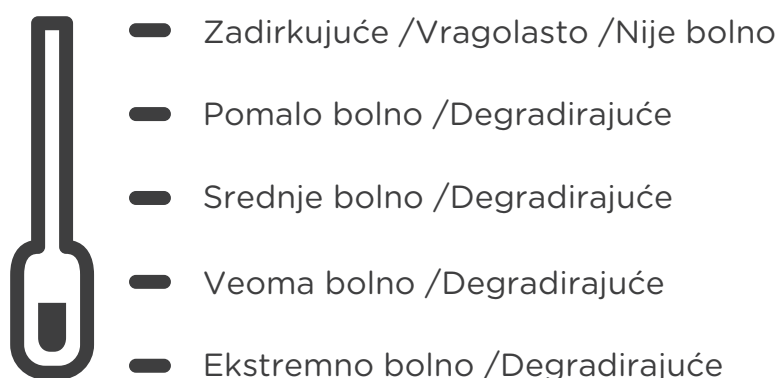 Zadirkujuće /Vragolasto /Nije bolno
Pomalo bolno /Degradirajuće
Srednje bolno /Degradirajuće
Veoma bolno /Degradirajuće
Ekstremno bolno /Degradirajuće